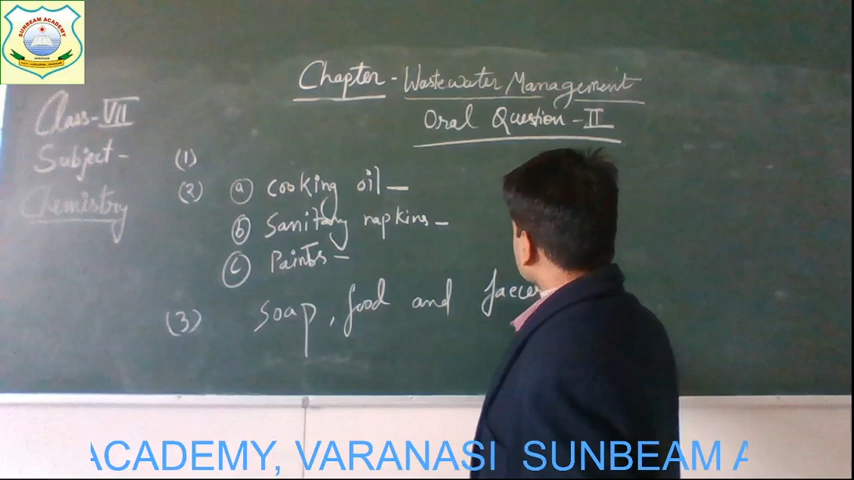 SUNBEAM ACADEMY
Chapter - Wastewater Management
Oral Question - II
Class - VII
Subject -
Chemistry
(1)
(2) (a) Cooking oil —
(b) Sanitary napkins —
(c) Paints —
(3) Soap, food and faeces
ACADEMY, VARANASI SUNBEAM A